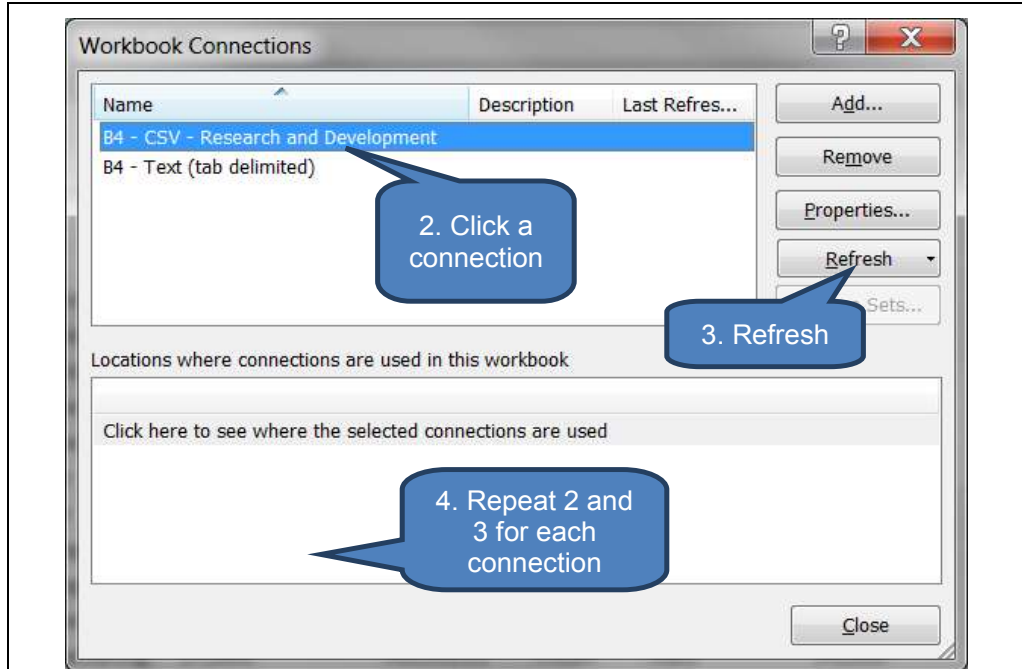 Workbook Connections
Name Description Last Refres...
Add...
B4 - CSV - Research and Development
B4 - Text (tab delimited)
Remove
Properties...
2. Click a
connection
Refresh
Sets...
3. Refresh
Locations where connections are used in this workbook
Click here to see where the selected connections are used
4. Repeat 2 and
3 for each
connection
Close